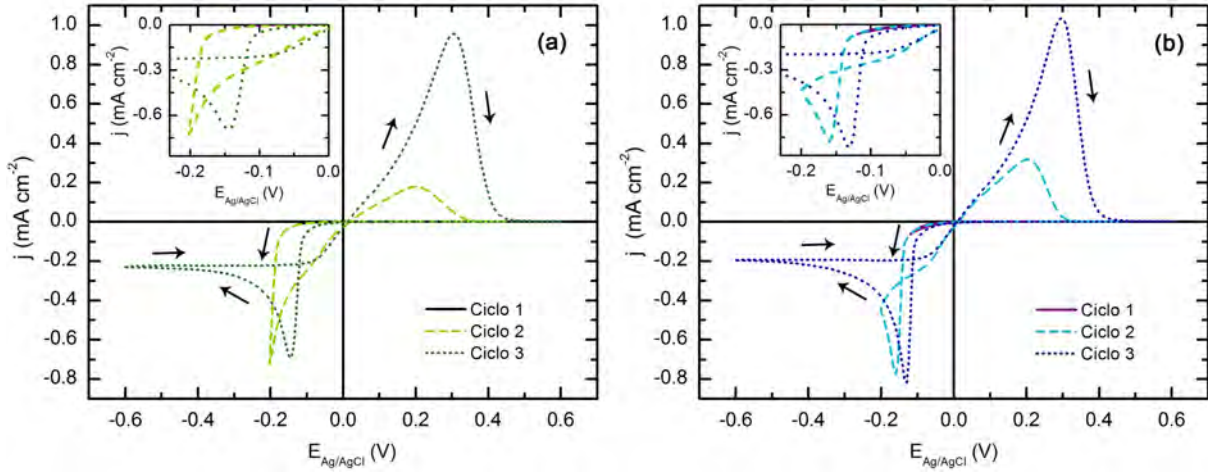 (a)
j (mA cm⁻²)
1.0
0.8
0.6
0.4
0.2
0.0
-0.2
-0.4
-0.6
-0.8
-0.6 -0.4 -0.2 0.0 0.2 0.4 0.6
E Ag/AgCl (V)
j (mA cm⁻²)
0.0
-0.3
-0.6
-0.2 -0.1 0.0
E Ag/AgCl (V)
Ciclo 1
Ciclo 2
Ciclo 3
(b)
j (mA cm⁻²)
1.0
0.8
0.6
0.4
0.2
0.0
-0.2
-0.4
-0.6
-0.8
-0.6 -0.4 -0.2 0.0 0.2 0.4 0.6
E Ag/AgCl (V)
j (mA cm⁻²)
0.0
-0.3
-0.6
-0.2 -0.1 0.0
E Ag/AgCl (V)
Ciclo 1
Ciclo 2
Ciclo 3